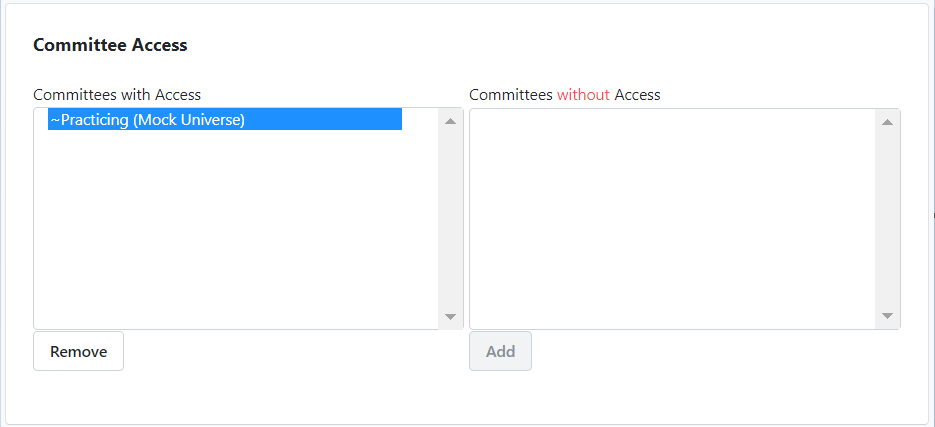 Committee Access
Committees with Access
~Practicing (Mock Universe)
Remove
Committees without Access
Add